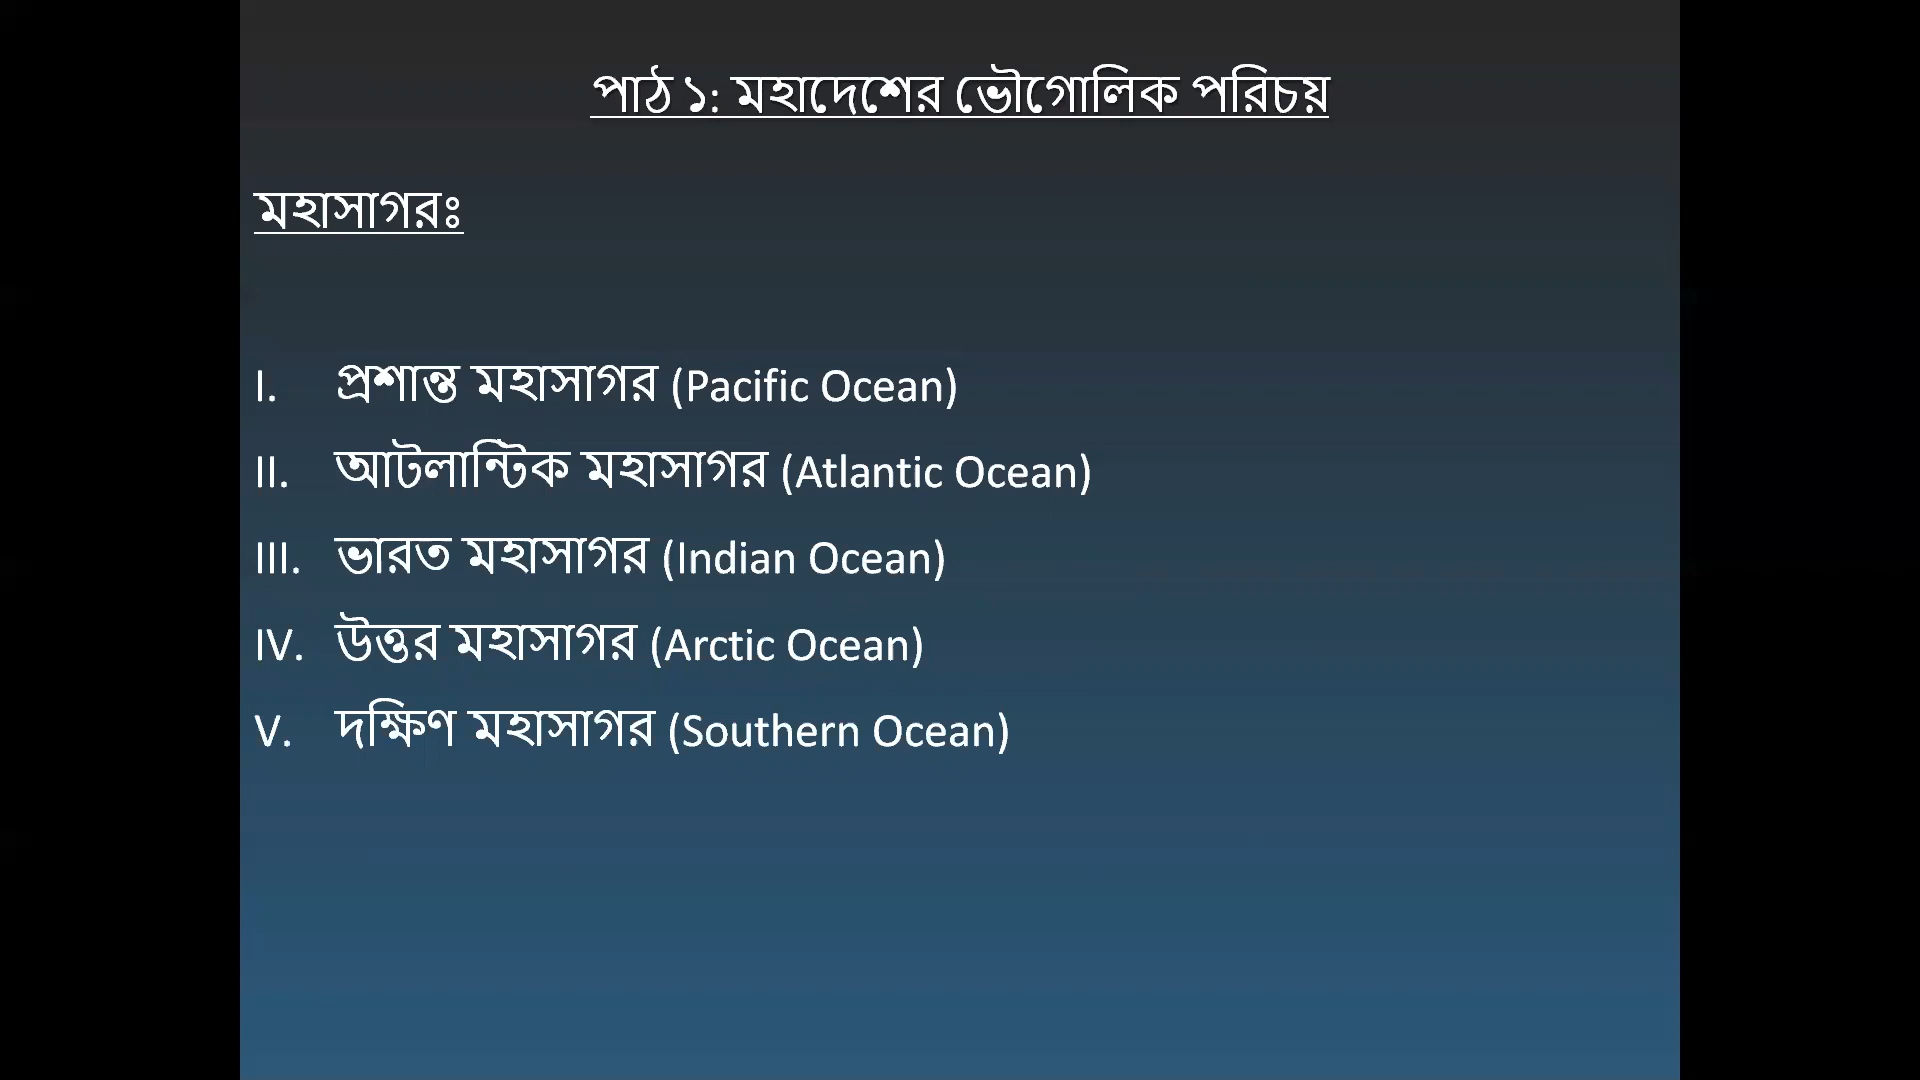 পাঠ ১: মহাদেশের ভৌগোলিক পরিচয়
মহাসাগরঃ
I. প্রশান্ত মহাসাগর (Pacific Ocean)
II. আটলান্টিক মহাসাগর (Atlantic Ocean)
III. ভারত মহাসাগর (Indian Ocean)
IV. উত্তর মহাসাগর (Arctic Ocean)
V. দক্ষিণ মহাসাগর (Southern Ocean)